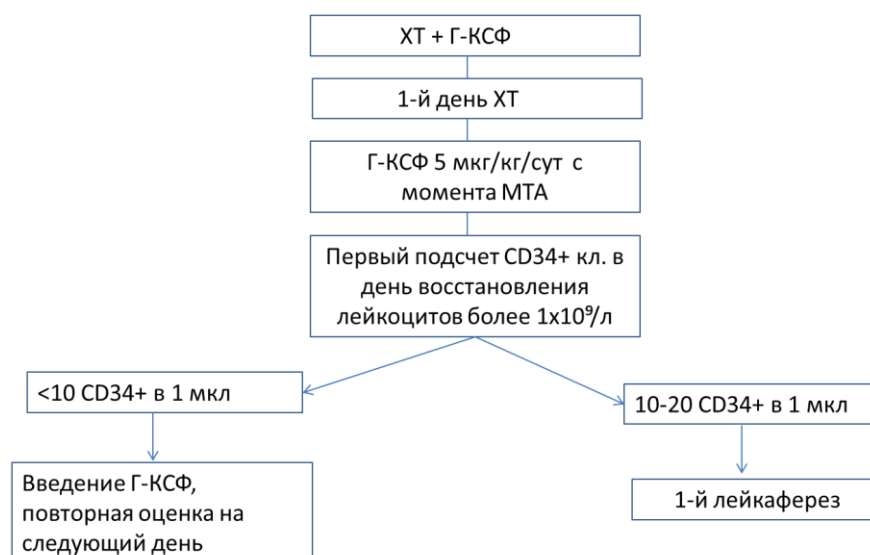 ХТ + Г-КСФ
1-й день ХТ
Г-КСФ 5 мкг/кг/сут с
момента МТА
Первый подсчет CD34+ кл. в
день восстановления
лейкоцитов более 1х10⁹/л
<10 CD34+ в 1 мкл
10-20 CD34+ в 1 мкл
Введение Г-КСФ,
повторная оценка на
следующий день
1-й лейкаферез